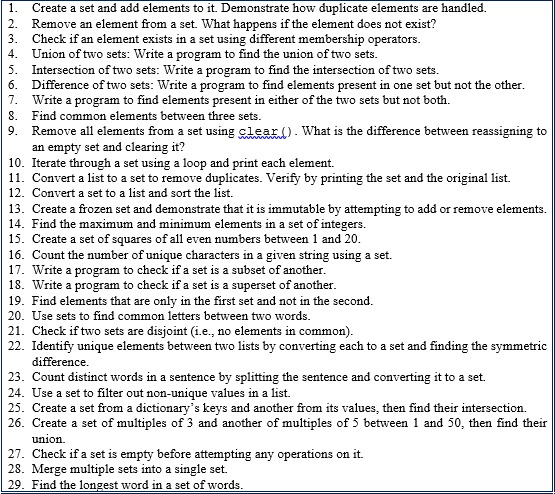 1. Create a set and add elements to it. Demonstrate how duplicate elements are handled.
2. Remove an element from a set. What happens if the element does not exist?
3. Check if an element exists in a set using different membership operators.
4. Union of two sets: Write a program to find the union of two sets.
5. Intersection of two sets: Write a program to find the intersection of two sets.
6. Difference of two sets: Write a program to find elements present in one set but not the other.
7. Write a program to find elements present in either of the two sets but not both.
8. Find common elements between three sets.
9. Remove all elements from a set using clear(). What is the difference between reassigning to
an empty set and clearing it?
10. Iterate through a set using a loop and print each element.
11. Convert a list to a set to remove duplicates. Verify by printing the set and the original list.
12. Convert a set to a list and sort the list.
13. Create a frozen set and demonstrate that it is immutable by attempting to add or remove elements.
14. Find the maximum and minimum elements in a set of integers.
15. Create a set of squares of all even numbers between 1 and 20.
16. Count the number of unique characters in a given string using a set.
17. Write a program to check if a set is a subset of another.
18. Write a program to check if a set is a superset of another.
19. Find elements that are only in the first set and not in the second.
20. Use sets to find common letters between two words.
21. Check if two sets are disjoint (i.e., no elements in common).
22. Identify unique elements between two lists by converting each to a set and finding the symmetric
difference.
23. Count distinct words in a sentence by splitting the sentence and converting it to a set.
24. Use a set to filter out non-unique values in a list.
25. Create a set from a dictionary's keys and another from its values, then find their intersection.
26. Create a set of multiples of 3 and another of multiples of 5 between 1 and 50, then find their
union.
27. Check if a set is empty before attempting any operations on it.
28. Merge multiple sets into a single set.
29. Find the longest word in a set of words.